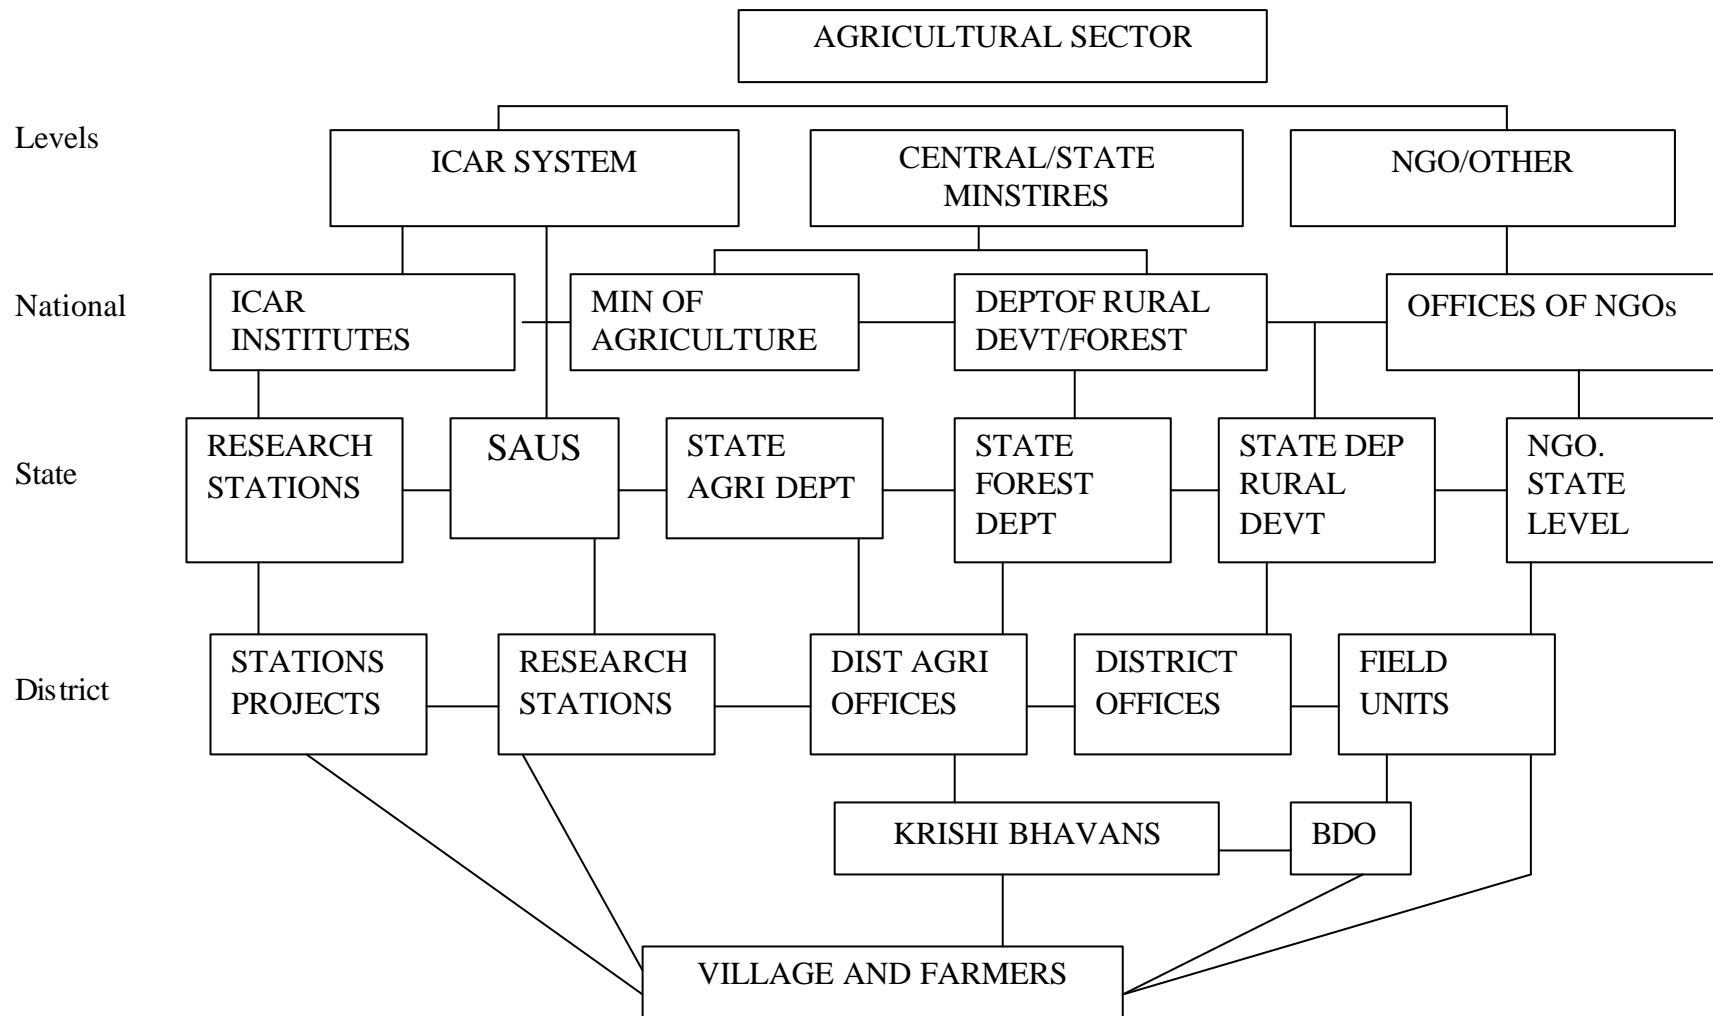 AGRICULTURAL SECTOR
Levels
ICAR SYSTEM
CENTRAL/STATE
MINSTIRES
NGO/OTHER
National
ICAR
INSTITUTES
MIN OF
AGRICULTURE
DEPTOF RURAL
DEVT/FOREST
OFFICES OF NGOs
State
RESEARCH
STATIONS
SAUS
STATE
AGRI DEPT
STATE
FOREST
DEPT
STATE DEP
RURAL
DEVT
NGO.
STATE
LEVEL
District
STATIONS
PROJECTS
RESEARCH
STATIONS
DIST AGRI
OFFICES
DISTRICT
OFFICES
FIELD
UNITS
KRISHI BHAVANS
BDO
VILLAGE AND FARMERS